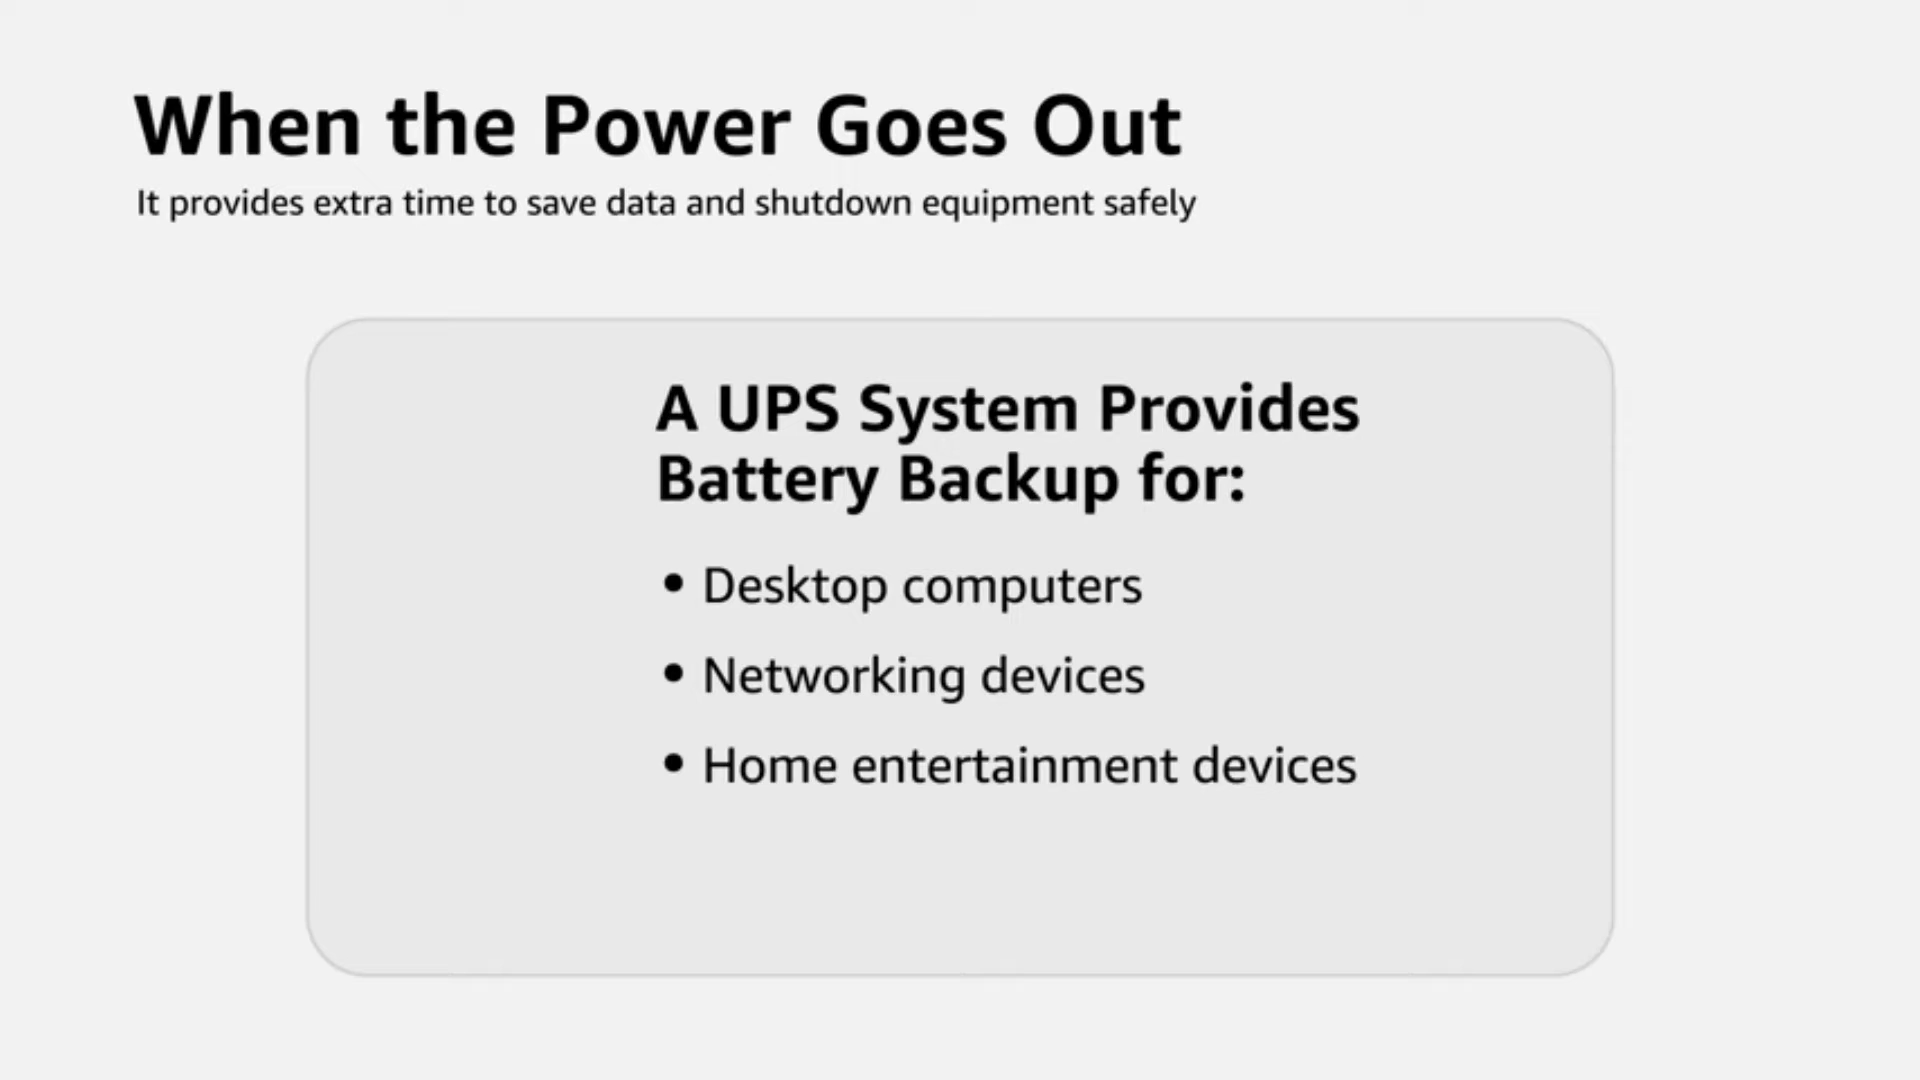 When the Power Goes Out
It provides extra time to save data and shutdown equipment safely
A UPS System Provides
Battery Backup for:
• Desktop computers
• Networking devices
• Home entertainment devices